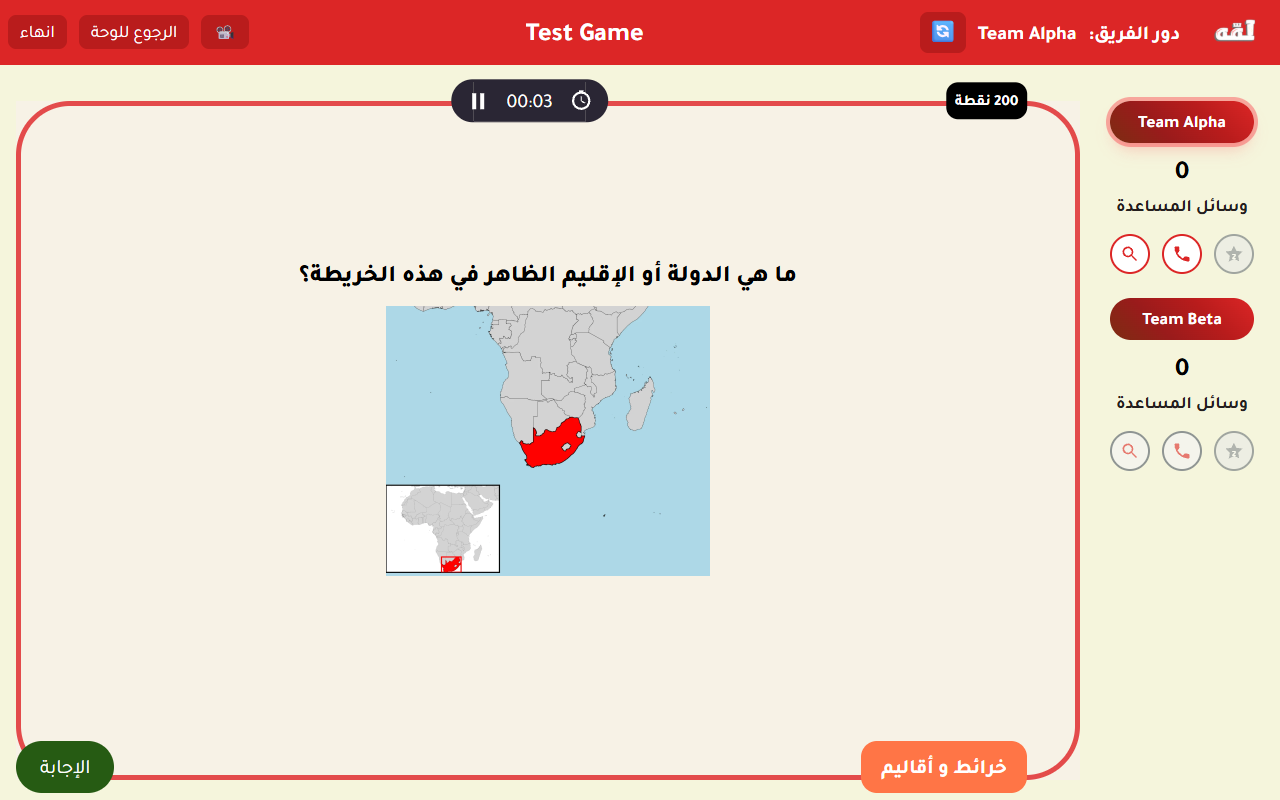 لقه
دور الفريق: Team Alpha
Test Game
الرجوع للوحة
انهاء
200 نقطة
00:03
Team Alpha
0
وسائل المساعدة
Team Beta
0
وسائل المساعدة
ما هي الدولة أو الإقليم الظاهر في هذه الخريطة؟
خرائط و أقاليم
الإجابة